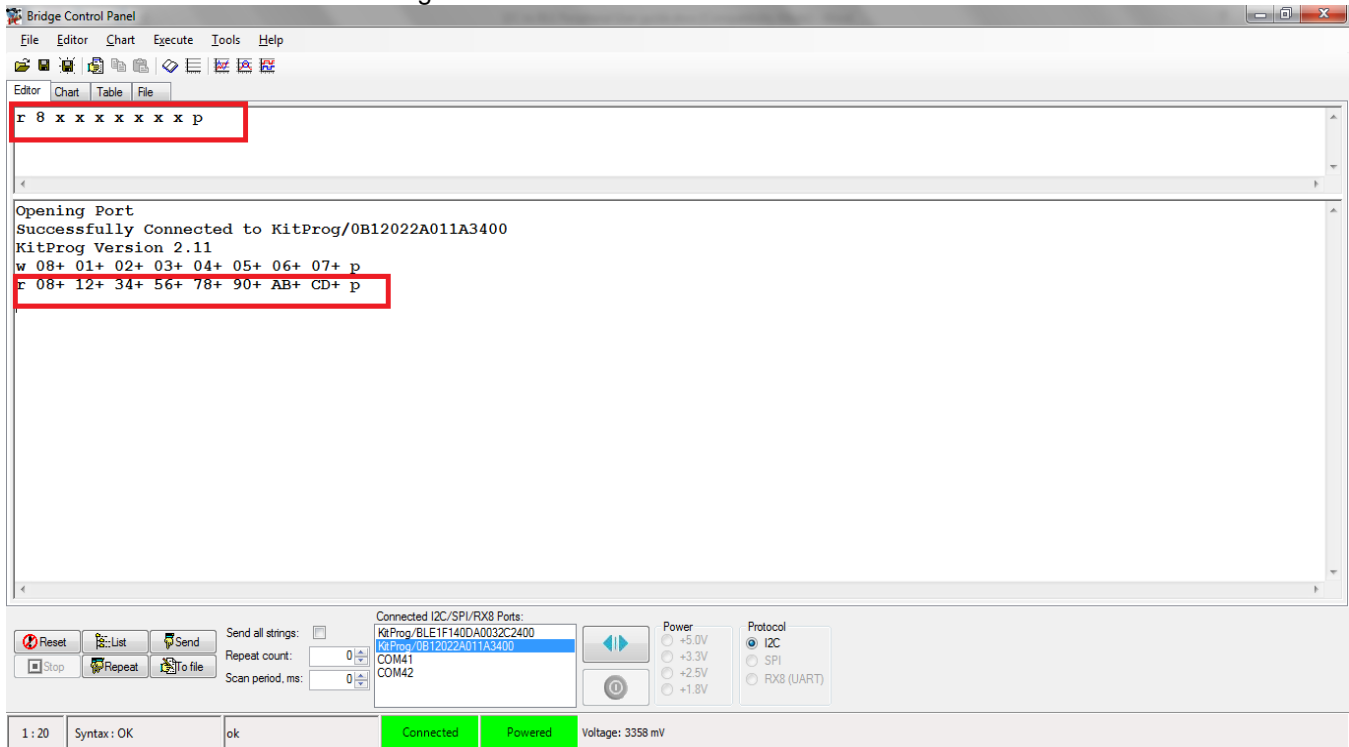 Bridge Control Panel
File Editor Chart Execute Tools Help
Editor Chart Table File
r 8 x x x x x x x p
Opening Port
Successfully Connected to KitProg/0B12022A011A3400
KitProg Version 2.11
w 08+ 01+ 02+ 03+ 04+ 05+ 06+ 07+ p
r 08+ 12+ 34+ 56+ 78+ 90+ AB+ CD+ p
Connected I2C/SPI/RX8 Ports:
Reset List Send Send all strings: KitProg/BLE1F140DA0032C2400 Power Protocol
KitProg/0B12022A011A3400 +5.0V I2C
Stop Repeat To file Repeat count: 0 COM41 +3.3V SPI
Scan period, ms: 0 COM42 +2.5V RX8 (UART)
+1.8V
1 : 20 Syntax : OK ok Connected Powered Voltage: 3358 mV